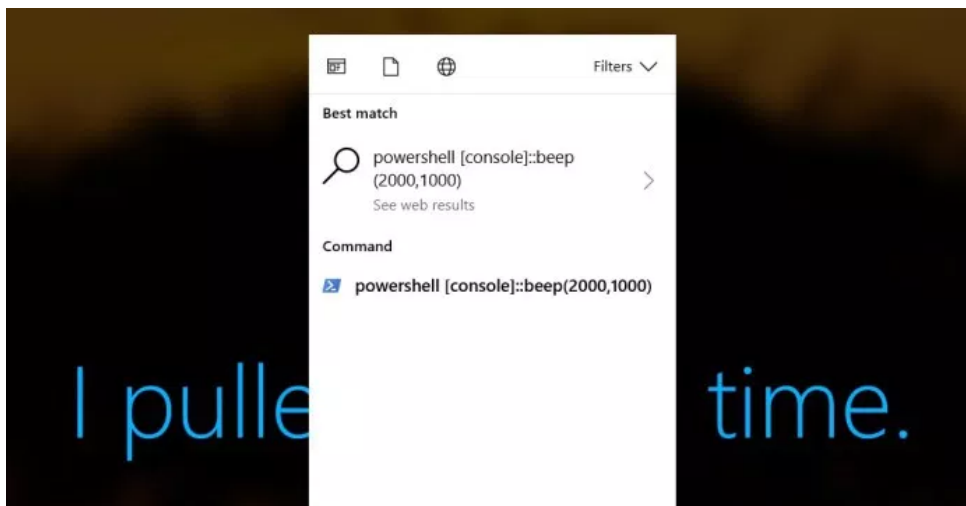 Filters
Best match
powershell [console]::beep
(2000,1000)
See web results
Command
powershell [console]::beep(2000,1000)
I pulle time.